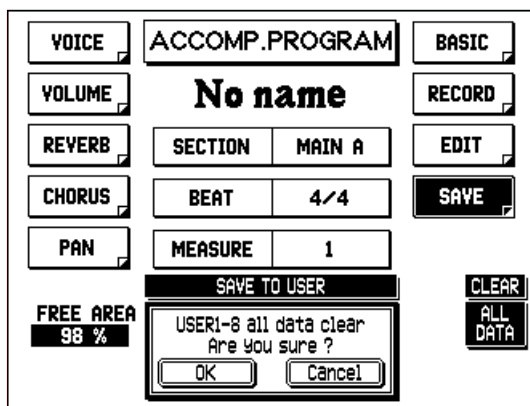 VOICE
ACCOMP.PROGRAM
BASIC
VOLUME
No name
RECORD
REVERB
SECTION
MAIN A
EDIT
CHORUS
BEAT
4/4
SAVE
PAN
MEASURE
1
SAVE TO USER
CLEAR
FREE AREA
98 %
USER1-8 all data clear
Are you sure ?
OK
Cancel
ALL
DATA